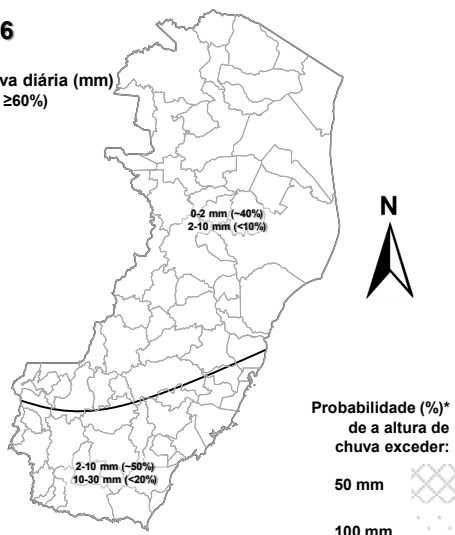 6
va diária (mm)
≥60%)
0-2 mm (~40%)
2-10 mm (<10%)
N
2-10 mm (~50%)
10-30 mm (<20%)
Probabilidade (%)*
de a altura de
chuva exceder:
50 mm
100 mm